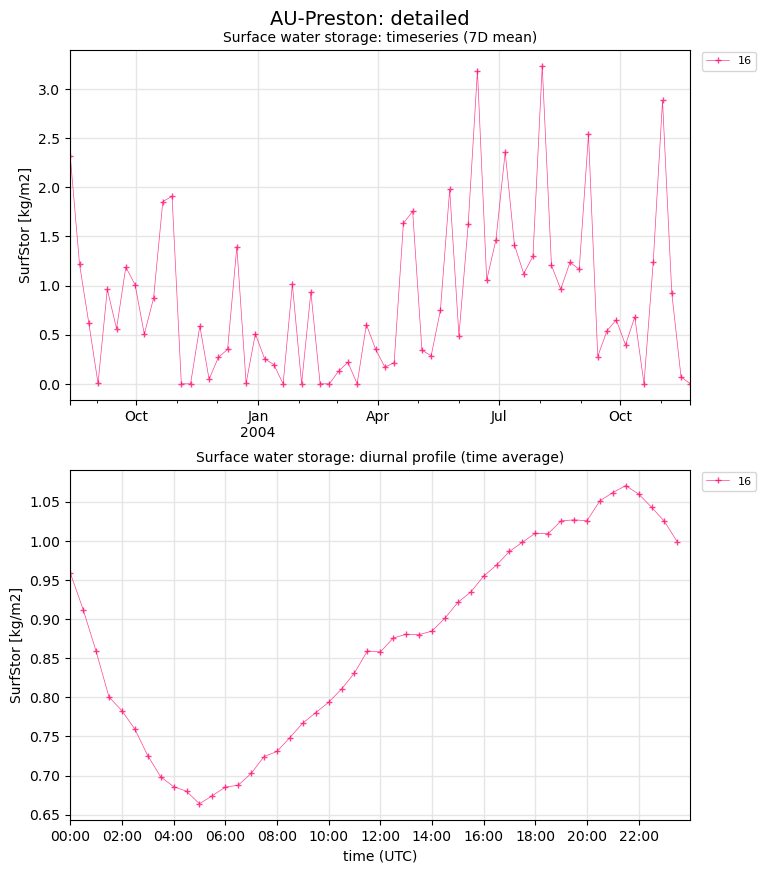 AU-Preston: detailed
Surface water storage: timeseries (7D mean)
16
SurfStor [kg/m2]
3.0
2.5
2.0
1.5
1.0
0.5
0.0
Oct Jan Apr Jul Oct
2004
Surface water storage: diurnal profile (time average)
16
SurfStor [kg/m2]
1.05
1.00
0.95
0.90
0.85
0.80
0.75
0.70
0.65
00:00 02:00 04:00 06:00 08:00 10:00 12:00 14:00 16:00 18:00 20:00 22:00
time (UTC)